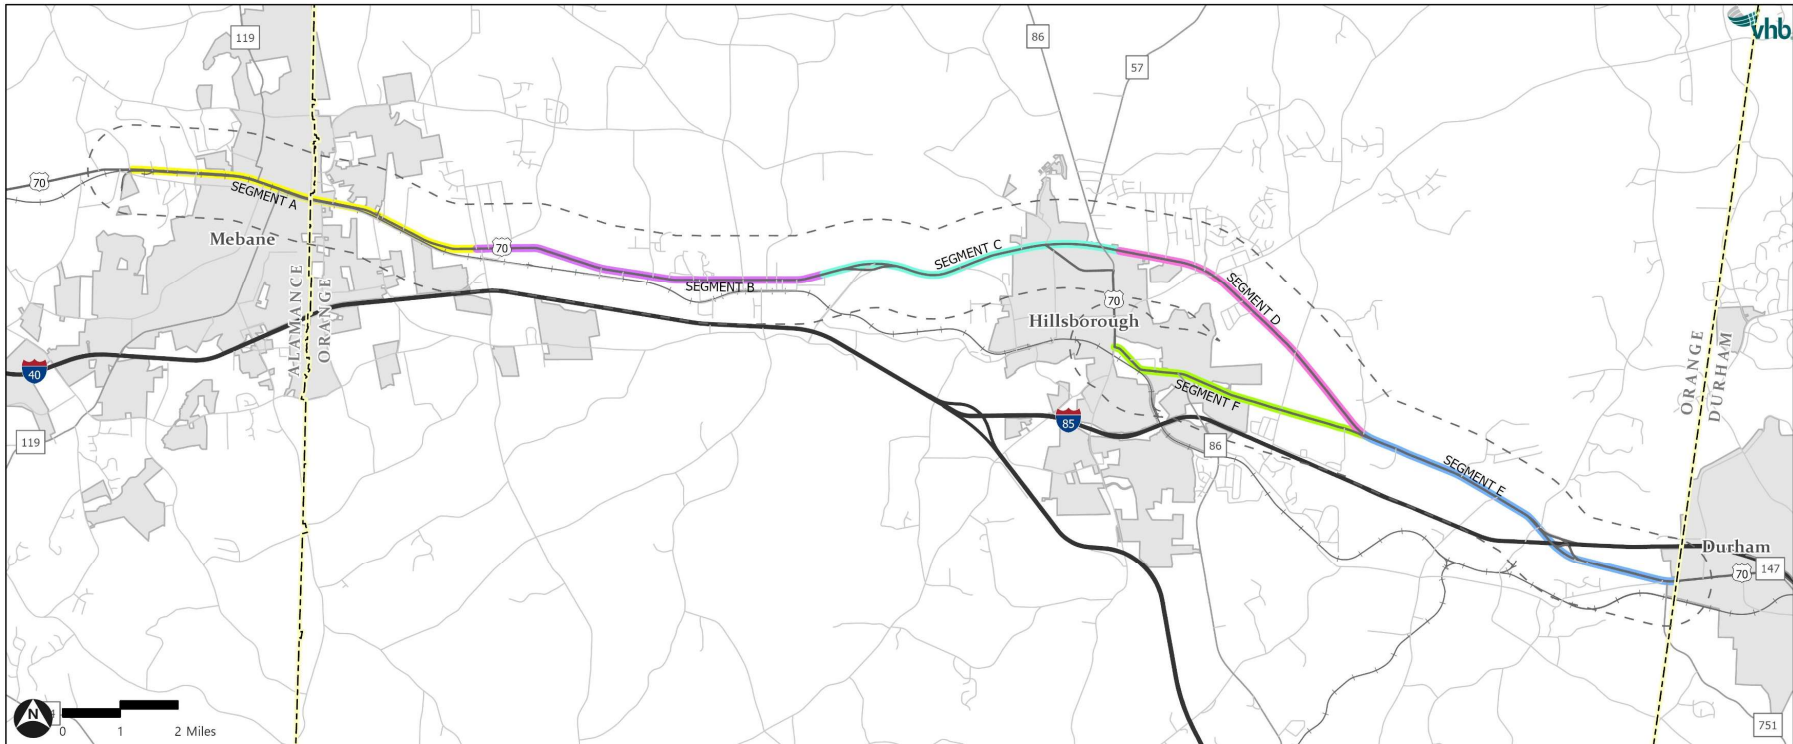 vhb
119
86
57
70
SEGMENT A
Mebane
70
SEGMENT B
SEGMENT C
SEGMENT D
70
Hillsborough
ALAMANCE
ORANGE
ORANGE
DURHAM
40
SEGMENT F
85
119
86
SEGMENT E
Durham
70
147
N
0
1
2 Miles
751